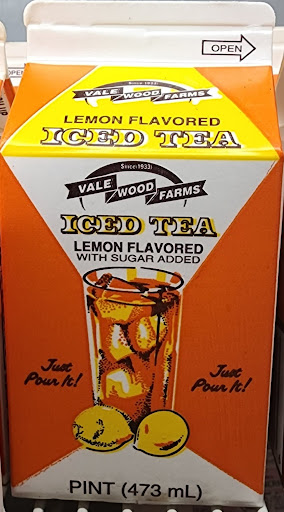 OPEN
Since 1933!
VALE WOOD FARMS
LEMON FLAVORED
ICED TEA
Since 1933!
VALE WOOD FARMS
ICED TEA
LEMON FLAVORED
WITH SUGAR ADDED
Just Pour It!
Just Pour It!
PINT (473 mL)